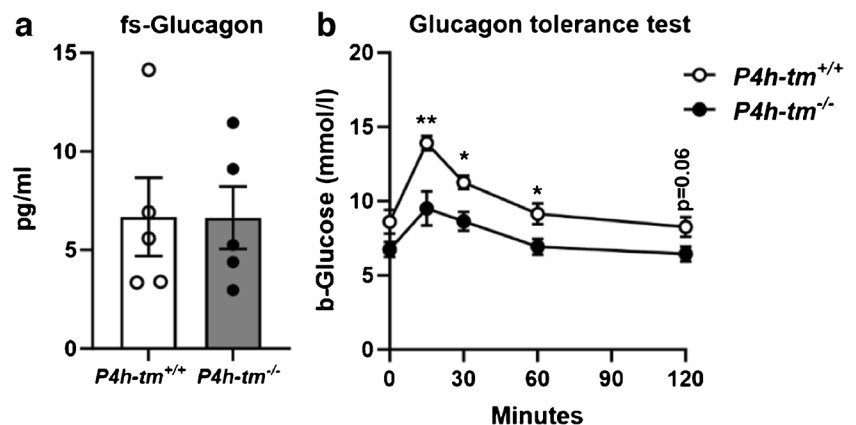 a
fs-Glucagon
15
10
5
0
pg/ml
P4h-tm+/+
P4h-tm-/-
b
Glucagon tolerance test
20
15
10
5
0
b-Glucose (mmol/l)
**
*
*
p=0.06
0 30 60 90 120
Minutes
P4h-tm+/+
P4h-tm-/-